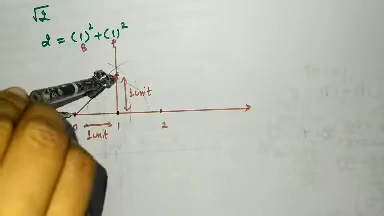 √2
2 = (1)² + (1)²
B
1 unit
0 1 2
1 unit